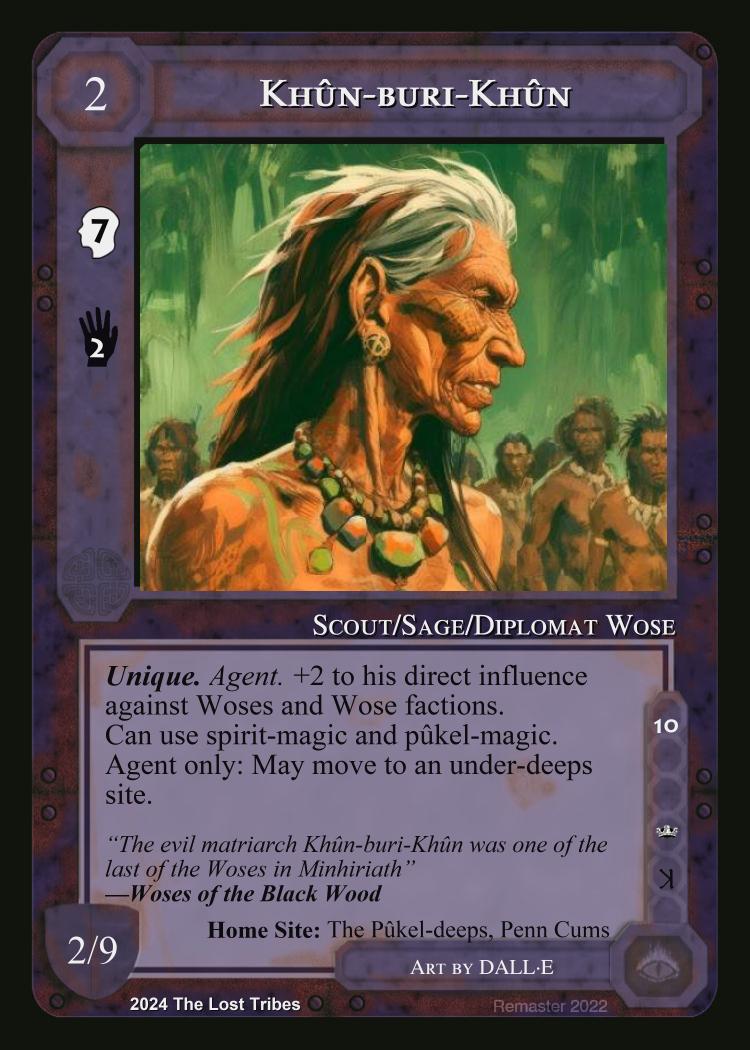 2
KHÛN-BURI-KHÛN
7
2
SCOUT/SAGE/DIPLOMAT WOSE
Unique. Agent. +2 to his direct influence
against Woses and Wose factions.
Can use spirit-magic and pûkel-magic.
Agent only: May move to an under-deeps
site.
10
“The evil matriarch Khûn-buri-Khûn was one of the
last of the Woses in Minhiriath”
—Woses of the Black Wood
Home Site: The Pûkel-deeps, Penn Cums
2/9
ART BY DALL·E
2024 The Lost Tribes
Remaster 2022